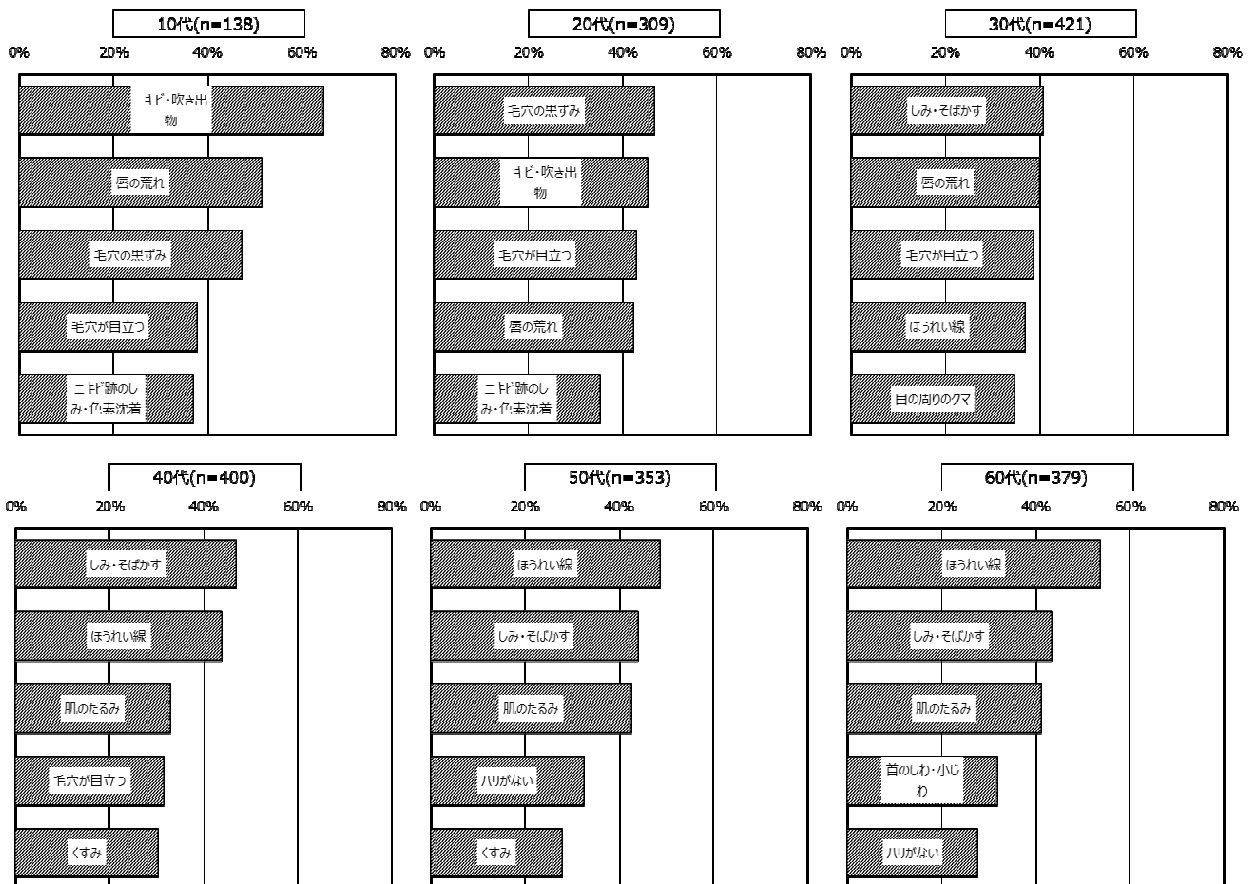 10代(n=138)
0% 20% 40% 60% 80%
キビ・吹き出
物
唇の荒れ
毛穴の黒ずみ
毛穴が目立つ
ニキビ跡のし
み・色素沈着
20代(n=309)
0% 20% 40% 60% 80%
毛穴の黒ずみ
キビ・吹き出
物
毛穴が目立つ
唇の荒れ
ニキビ跡のし
み・色素沈着
30代(n=421)
0% 20% 40% 60% 80%
しみ・そばかす
唇の荒れ
毛穴が目立つ
ほうれい線
目の周りのクマ
40代(n=400)
0% 20% 40% 60% 80%
しみ・そばかす
ほうれい線
肌のたるみ
毛穴が目立つ
くすみ
50代(n=353)
0% 20% 40% 60% 80%
ほうれい線
しみ・そばかす
肌のたるみ
ハリがない
くすみ
60代(n=379)
0% 20% 40% 60% 80%
ほうれい線
しみ・そばかす
肌のたるみ
首のしわ・小じ
わ
ハリがない